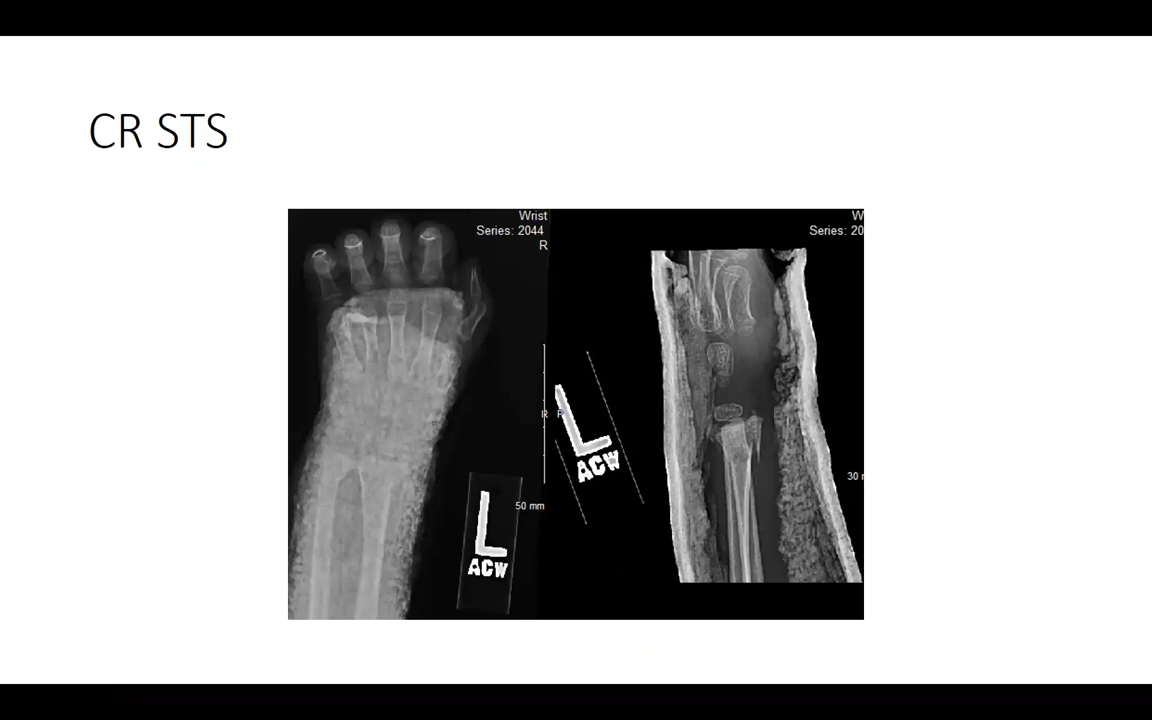 CR STS
Wrist
Series: 2044
R
R
50 mm
L
ACW
W
Series: 20
R
L
ACW
30 m